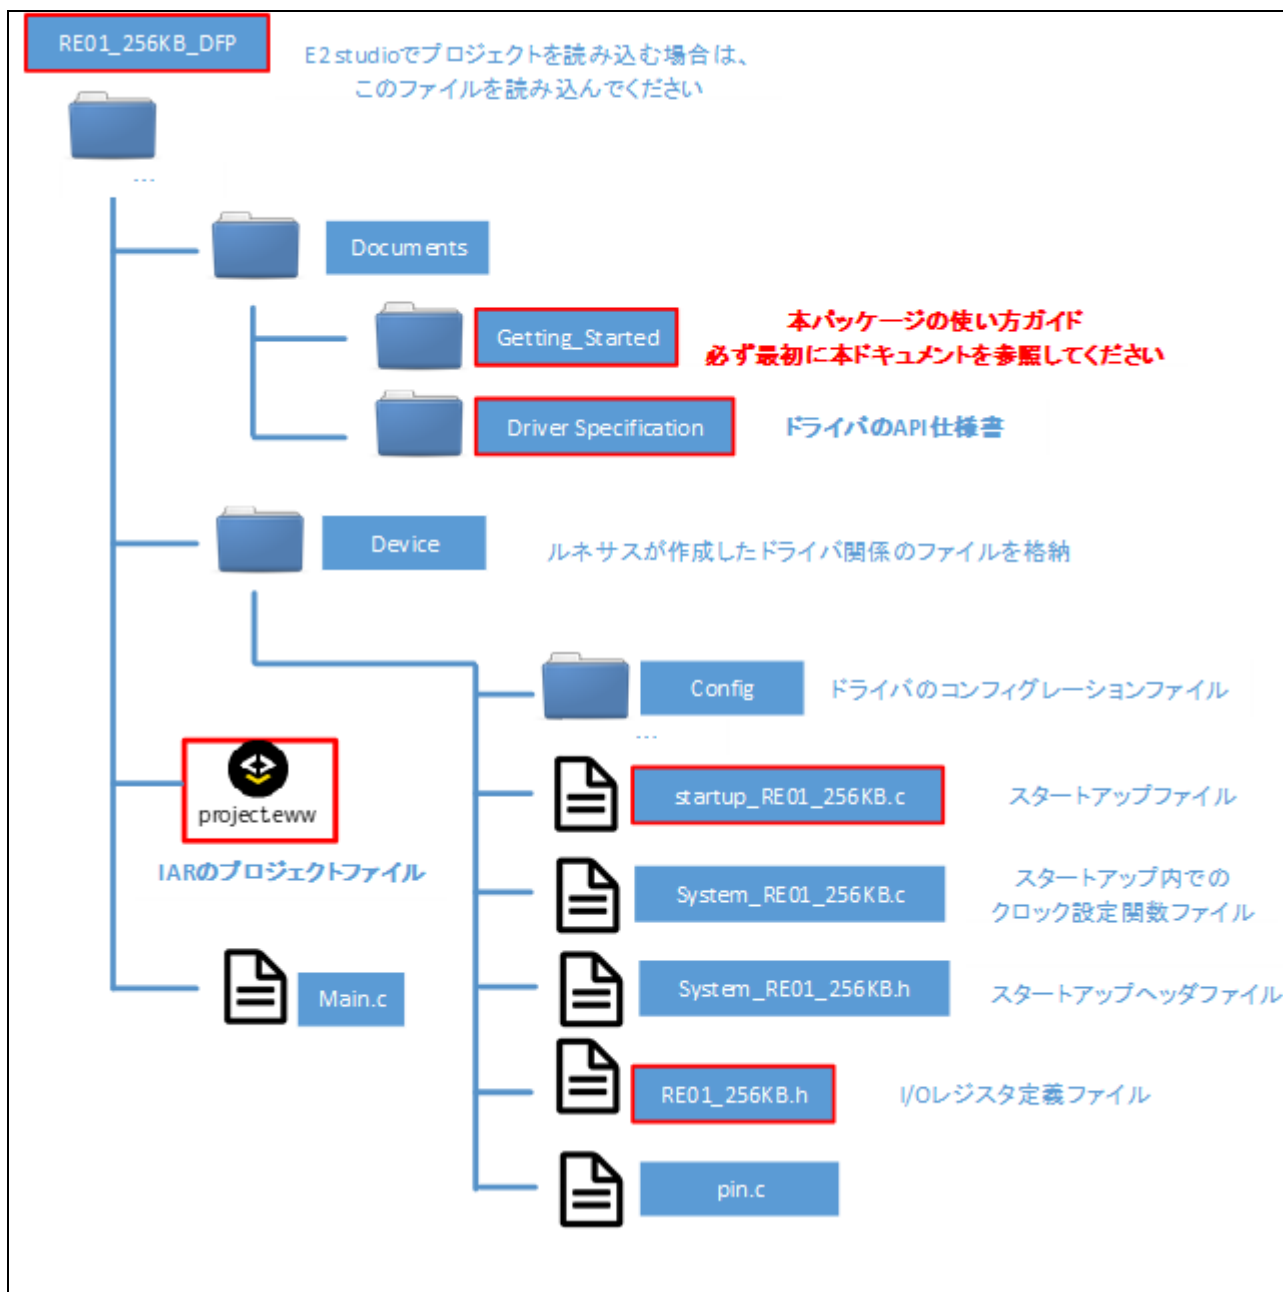 RE01_256KB_DFP
E2 studioでプロジェクトを読み込む場合は、
このファイルを読み込んでください
...
Documents
Getting_Started
本パッケージの使い方ガイド
必ず最初に本ドキュメントを参照してください
Driver Specification
ドライバのAPI仕様書
Device
ルネサスが作成したドライバ関係のファイルを格納
Config
ドライバのコンフィグレーションファイル
...
project.eww
IARのプロジェクトファイル
startup_RE01_256KB.c
スタートアップファイル
System_RE01_256KB.c
スタートアップ内での
クロック設定関数ファイル
Main.c
System_RE01_256KB.h
スタートアップヘッダファイル
RE01_256KB.h
I/Oレジスタ定義ファイル
pin.c